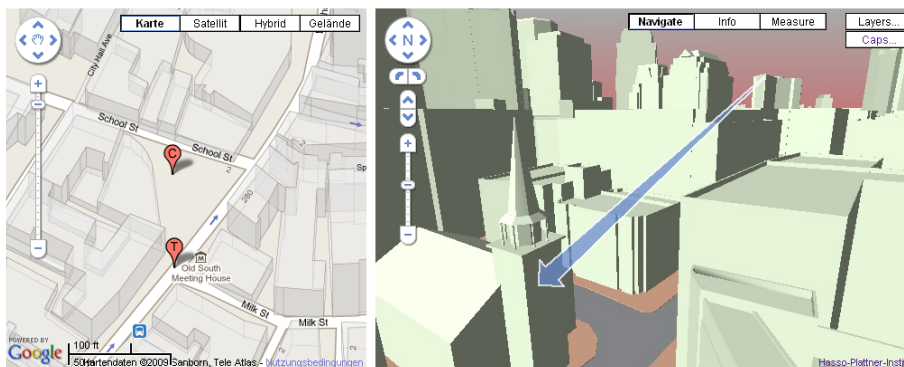 Karte Satellit Hybrid Gelände
City Hall Ave
School St
School St
C
2
280
Sp
T
Old South
Meeting House
Milk St
Milk St
2
POWERED BY
Google
100 ft
Kartendaten ©2009 Sanborn, Tele Atlas - Nutzungsbedingungen
Navigate Info Measure
Layers...
Caps...
N
Hasso-Plattner-Insti